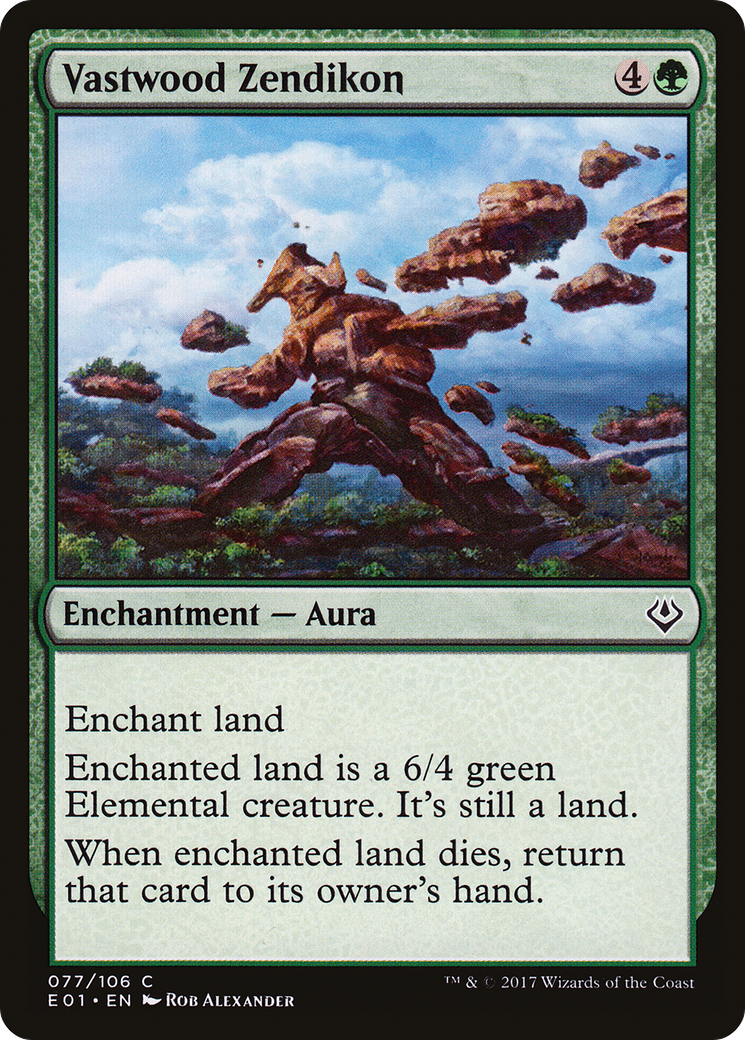 Vastwood Zendikon 4
Enchantment — Aura
Enchant land
Enchanted land is a 6/4 green
Elemental creature. It's still a land.
When enchanted land dies, return
that card to its owner's hand.
077/106 C
™ & © 2017 Wizards of the Coast
E01 • EN Rob Alexander